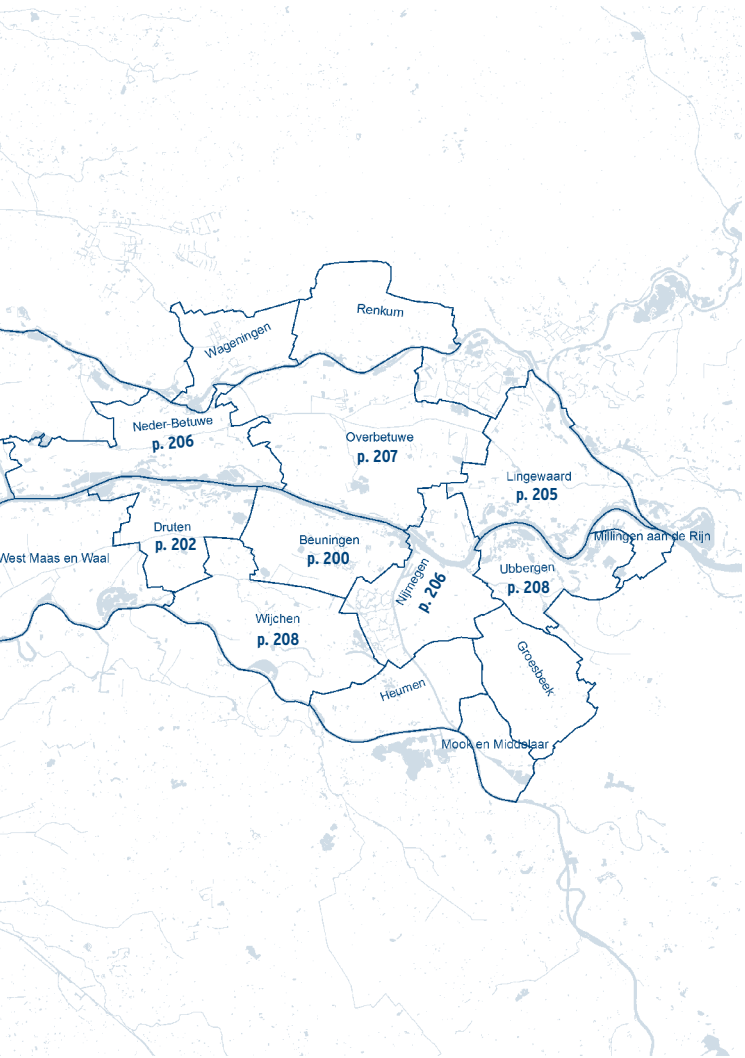 Renkum
Wageningen
Neder-Betuwe
p. 206
Overbetuwe
p. 207
Lingewaard
p. 205
Druten
p. 202
Beuningen
p. 200
Millingen aan de Rijn
West Maas en Waal
Ubbergen
p. 208
Nijmegen
p. 206
Wijchen
p. 208
Groesbeek
Heumen
Mook en Middelaar